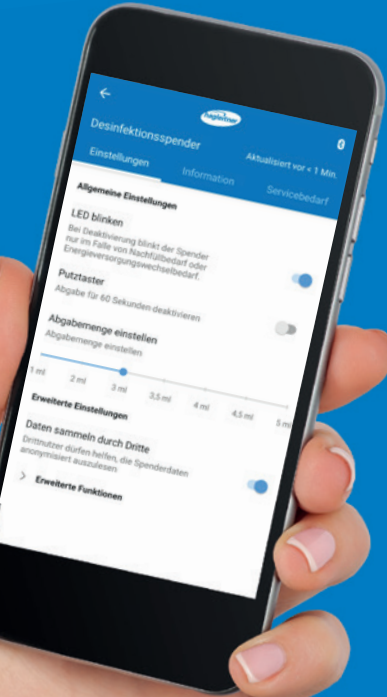 hagleitner
Desinfektionsspender
Aktualisiert vor < 1 Min.
Einstellungen
Information
Servicebedarf
Allgemeine Einstellungen
LED blinken
Bei Deaktivierung blinkt der Spender
nur im Falle von Nachfüllbedarf oder
Energieversorgungswechselbedarf.
Putztaster
Abgabe für 60 Sekunden deaktivieren
Abgabemenge einstellen
Abgabemenge einstellen
1 ml 2 ml 3 ml 3,5 ml 4 ml 4,5 ml 5 ml
Erweiterte Einstellungen
Daten sammeln durch Dritte
Drittnutzer dürfen helfen, die Spenderdaten
anonymisiert auszulesen
Erweiterte Funktionen